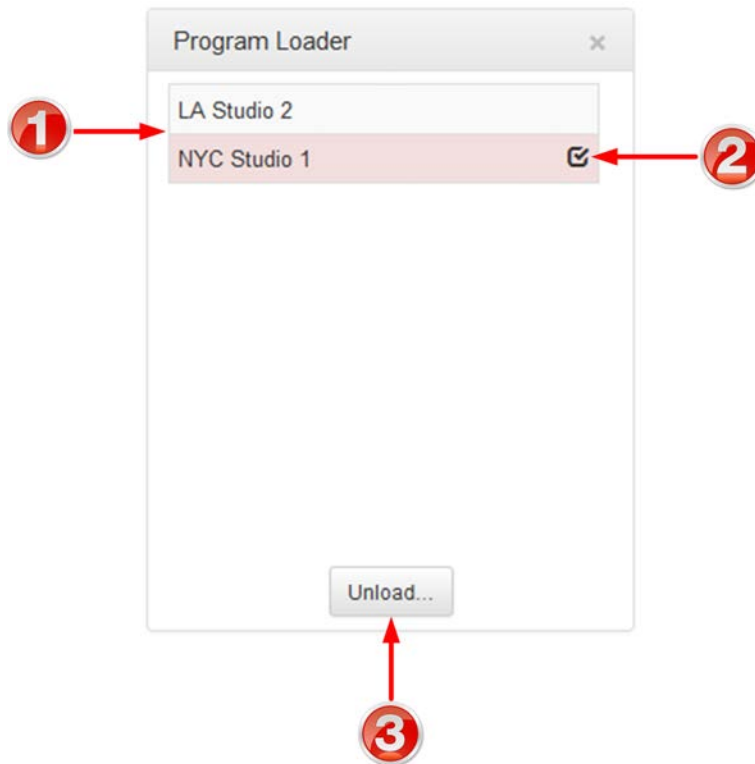 Program Loader ×
1
LA Studio 2
NYC Studio 1
2
Unload...
3